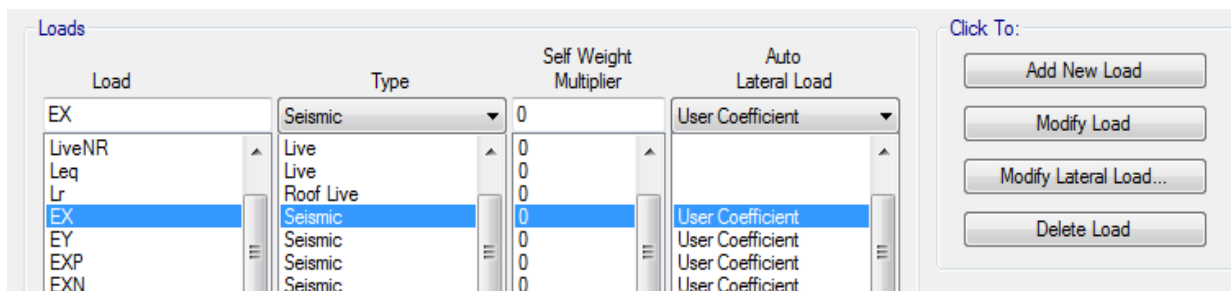 Loads
Click To:
Load Type Self Weight Multiplier Auto Lateral Load
EX Seismic 0 User Coefficient
LiveNR Live 0
Leq Live 0
Lr Roof Live 0
EX Seismic 0 User Coefficient
EY Seismic 0 User Coefficient
EXP Seismic 0 User Coefficient
EXN Seismic 0 User Coefficient
Add New Load
Modify Load
Modify Lateral Load...
Delete Load